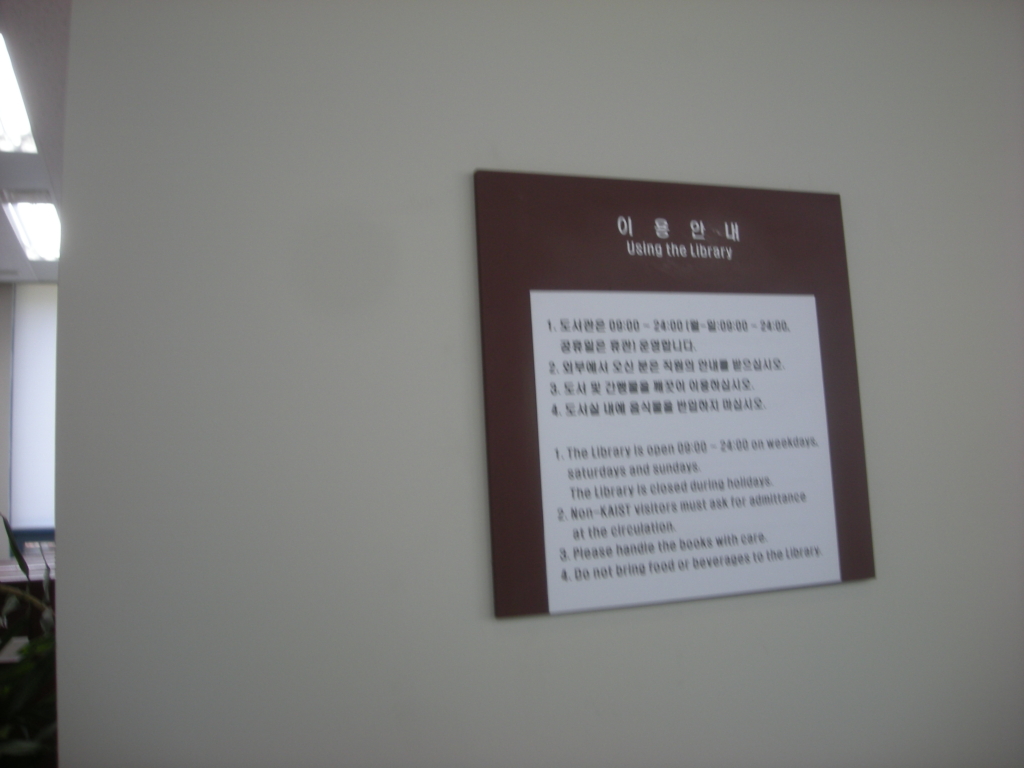 이 용 안 내
Using the Library
1. 도서관은 09:00 - 24:00 (월-일:09:00 - 24:00,
공휴일은 휴관) 운영합니다.
2. 외부에서 오신 분은 직원의 안내를 받으십시오.
3. 도서 및 간행물을 깨끗이 이용하십시오.
4. 도서실 내에 음식물을 반입하지 마십시오.
1. The Library is open 09:00 - 24:00 on weekdays,
saturdays and sundays.
The Library is closed during holidays.
2. Non-KAIST visitors must ask for admittance
at the circulation.
3. Please handle the books with care.
4. Do not bring food or beverages to the Library.